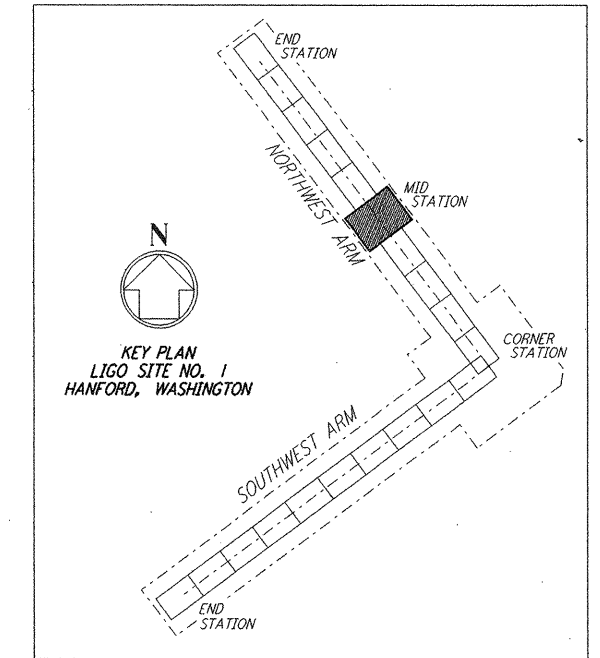 END
STATION
NORTHWEST ARM
MID
STATION
N
KEY PLAN
LIGO SITE NO. 1
HANFORD, WASHINGTON
CORNER
STATION
SOUTHWEST ARM
END
STATION